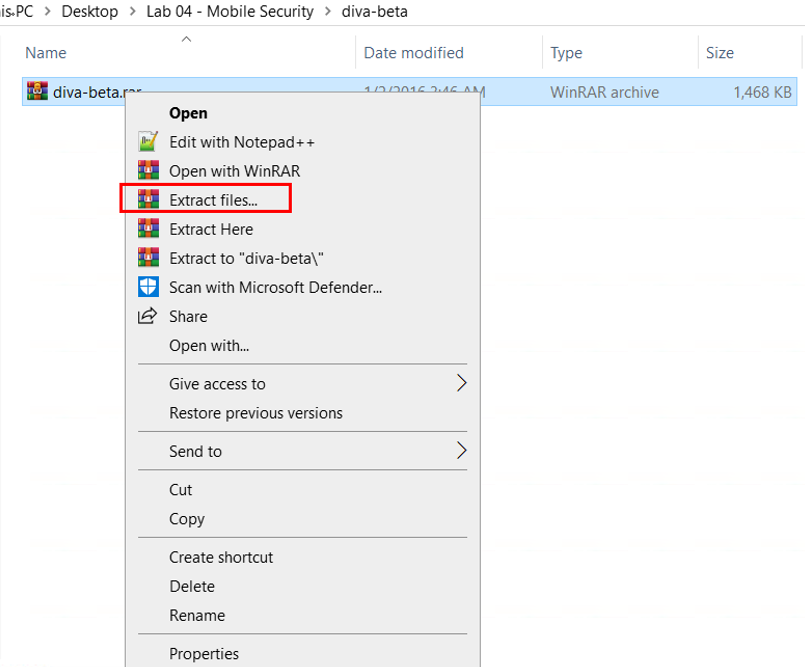 is PC > Desktop > Lab 04 - Mobile Security > diva-beta
Name Date modified Type Size
diva-beta.rar 1/2/2016 3:46 AM WinRAR archive 1,468 KB
Open
Edit with Notepad++
Open with WinRAR
Extract files...
Extract Here
Extract to "diva-beta\"
Scan with Microsoft Defender...
Share
Open with...
Give access to
Restore previous versions
Send to
Cut
Copy
Create shortcut
Delete
Rename
Properties